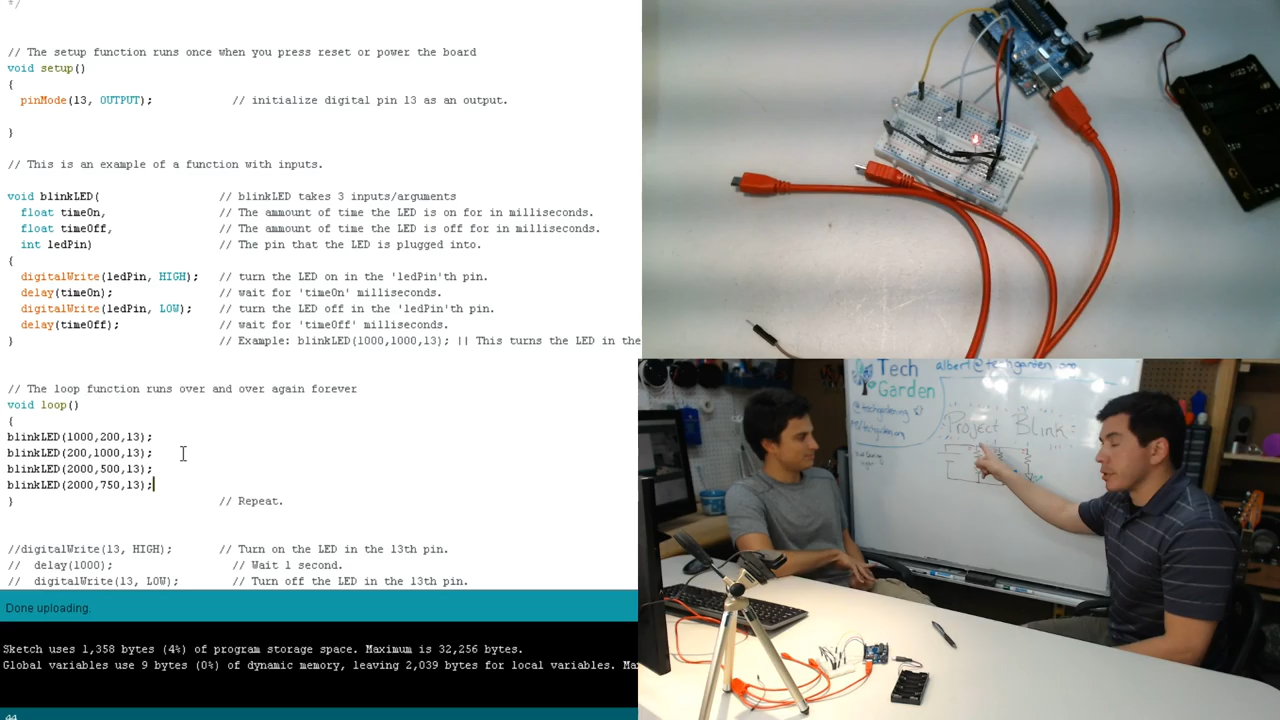 */
// The setup function runs once when you press reset or power the board
void setup()
{
pinMode(13, OUTPUT); // initialize digital pin 13 as an output.
}
// This is an example of a function with inputs.
void blinkLED( // blinkLED takes 3 inputs/arguments
float timeOn, // The ammount of time the LED is on for in milliseconds.
float timeOff, // The ammount of time the LED is off for in milliseconds.
int ledPin) // The pin that the LED is plugged into.
{
digitalWrite(ledPin, HIGH); // turn the LED on in the 'ledPin'th pin.
delay(timeOn); // wait for 'timeOn' milliseconds.
digitalWrite(ledPin, LOW); // turn the LED off in the 'ledPin'th pin.
delay(timeOff); // wait for 'timeOff' milliseconds.
} // Example: blinkLED(1000,1000,13); || This turns the LED in the
// The loop function runs over and over again forever
void loop()
{
blinkLED(1000,200,13);
blinkLED(200,1000,13);
blinkLED(2000,500,13);
blinkLED(2000,750,13);
} // Repeat.
//digitalWrite(13, HIGH); // Turn on the LED in the 13th pin.
// delay(1000); // Wait 1 second.
// digitalWrite(13, LOW); // Turn off the LED in the 13th pin.
Done uploading.
Sketch uses 1,358 bytes (4%) of program storage space. Maximum is 32,256 bytes.
Global variables use 9 bytes (0%) of dynamic memory, leaving 2,039 bytes for local variables. Ma
44
Tech
Garden
albert@techgarden.org
Project Blink